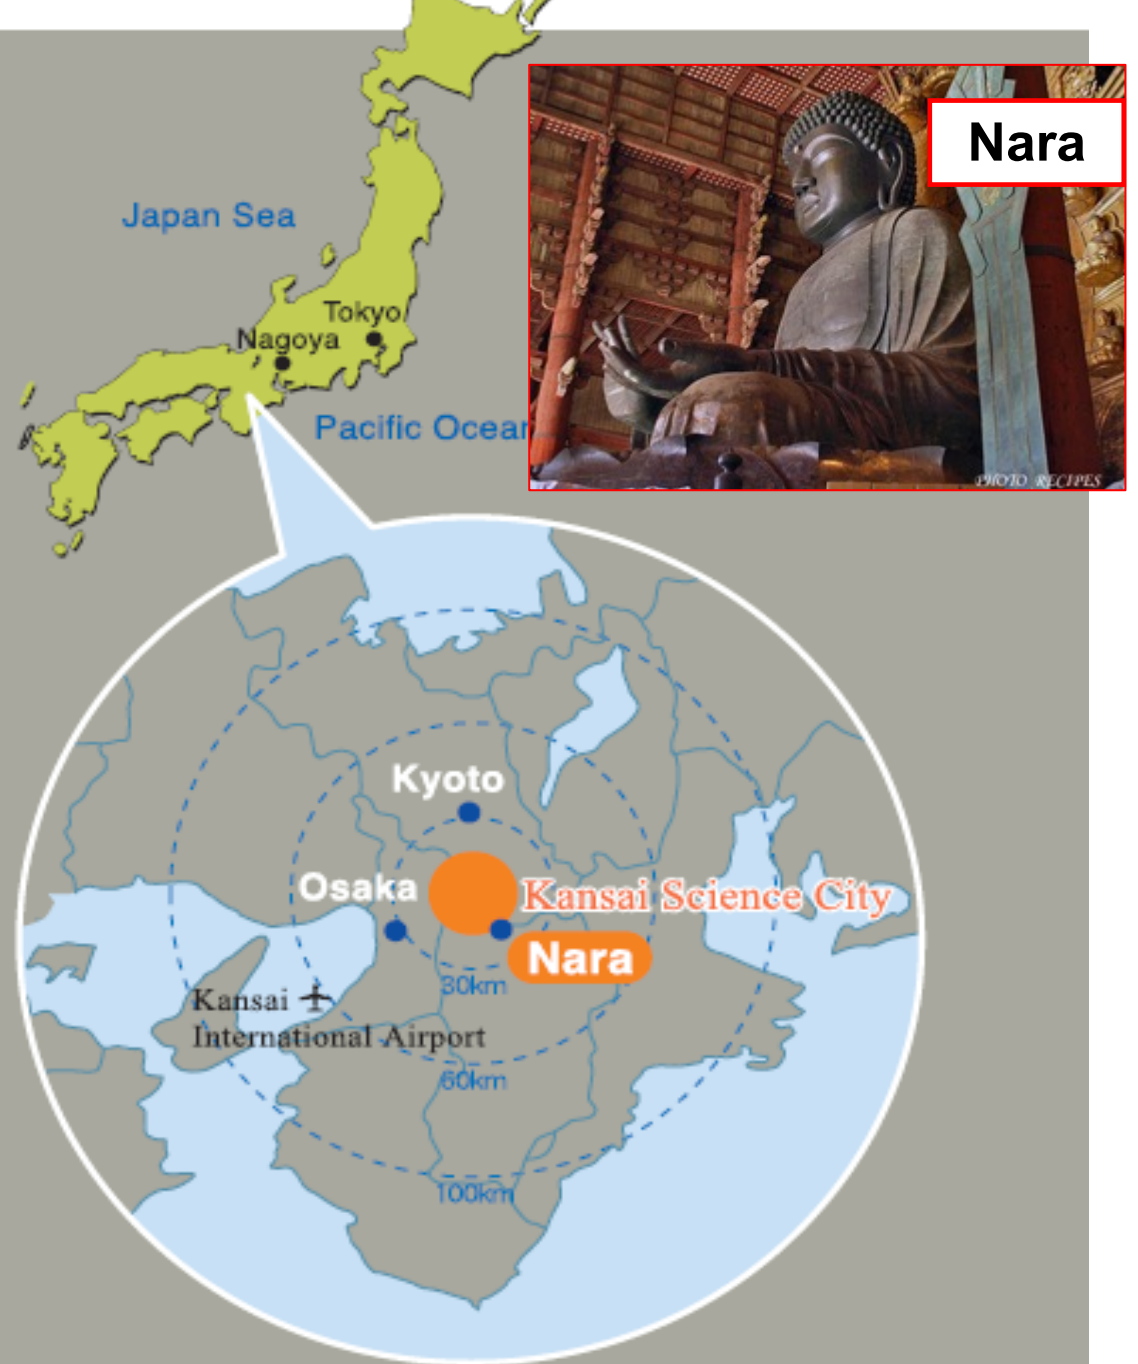 Nara
Japan Sea
Tokyo
Nagoya
Pacific Ocean
PHOTO RECIPES
Kyoto
Osaka
Kansai Science City
Nara
30km
Kansai
International Airport
60km
100km